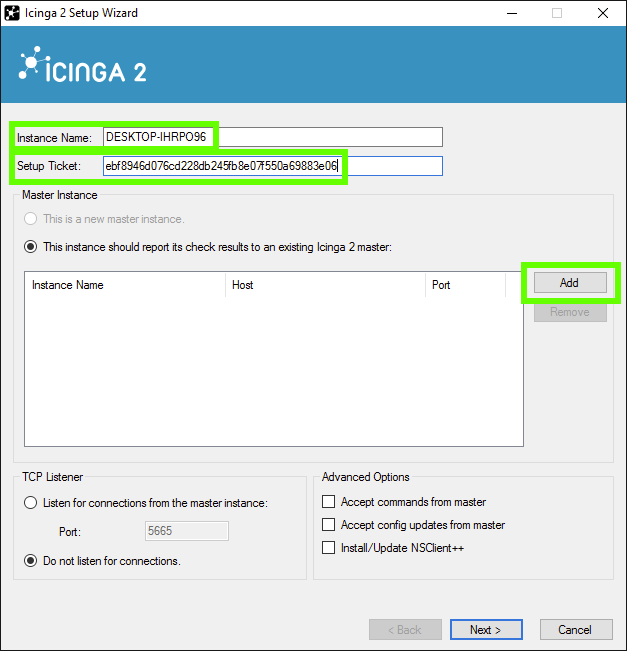 Icinga 2 Setup Wizard
iCINGA 2
Instance Name: DESKTOP-IHRPO96
Setup Ticket: ebf8946d076cd228db245fb8e07f550a69883e06
Master Instance
This is a new master instance.
This instance should report its check results to an existing Icinga 2 master:
Instance Name Host Port
Add
Remove
TCP Listener
Listen for connections from the master instance:
Port: 5665
Do not listen for connections.
Advanced Options
Accept commands from master
Accept config updates from master
Install/Update NSClient++
< Back Next > Cancel